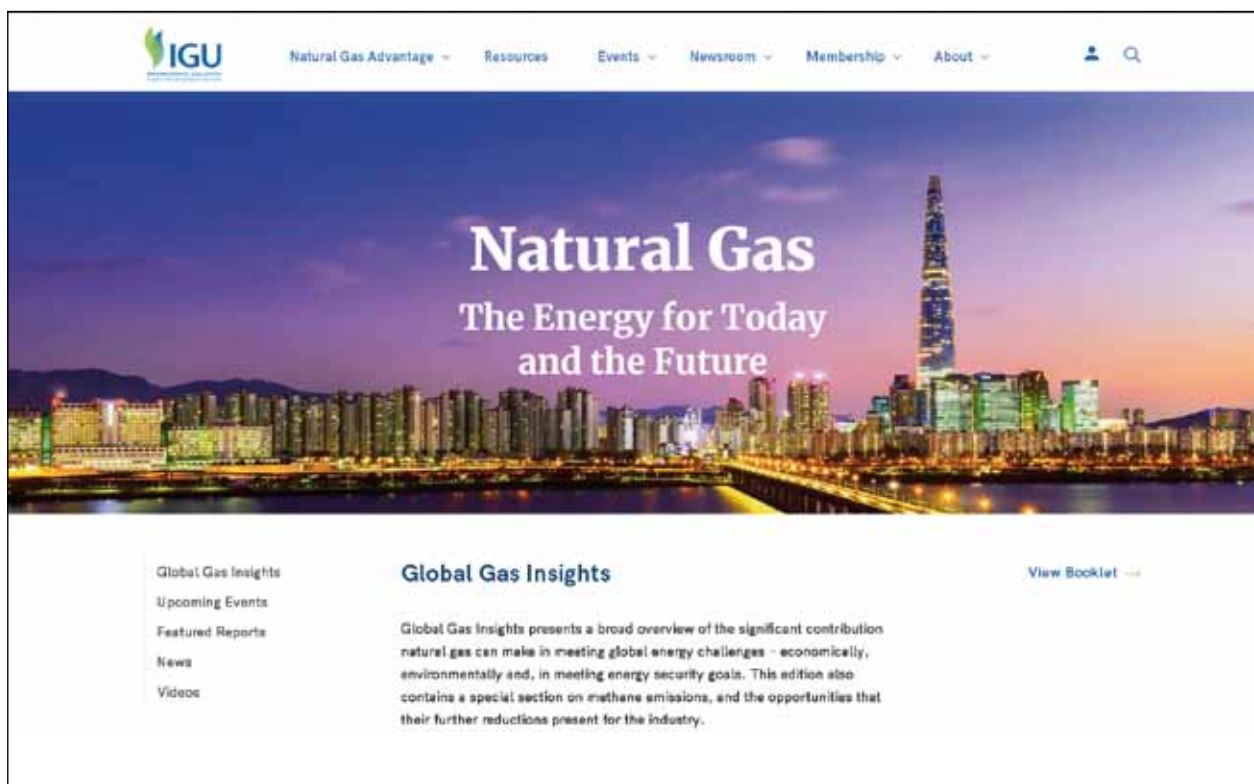 IGU
Natural Gas Advantage
Resources
Events
Newsroom
Membership
About
Natural Gas
The Energy for Today
and the Future
Global Gas Insights
Upcoming Events
Featured Reports
News
Videos
Global Gas Insights
View Booklet
Global Gas Insights presents a broad overview of the significant contribution
natural gas can make in meeting global energy challenges – economically,
environmentally and, in meeting energy security goals. This edition also
contains a special section on methane emissions, and the opportunities that
their further reductions present for the industry.